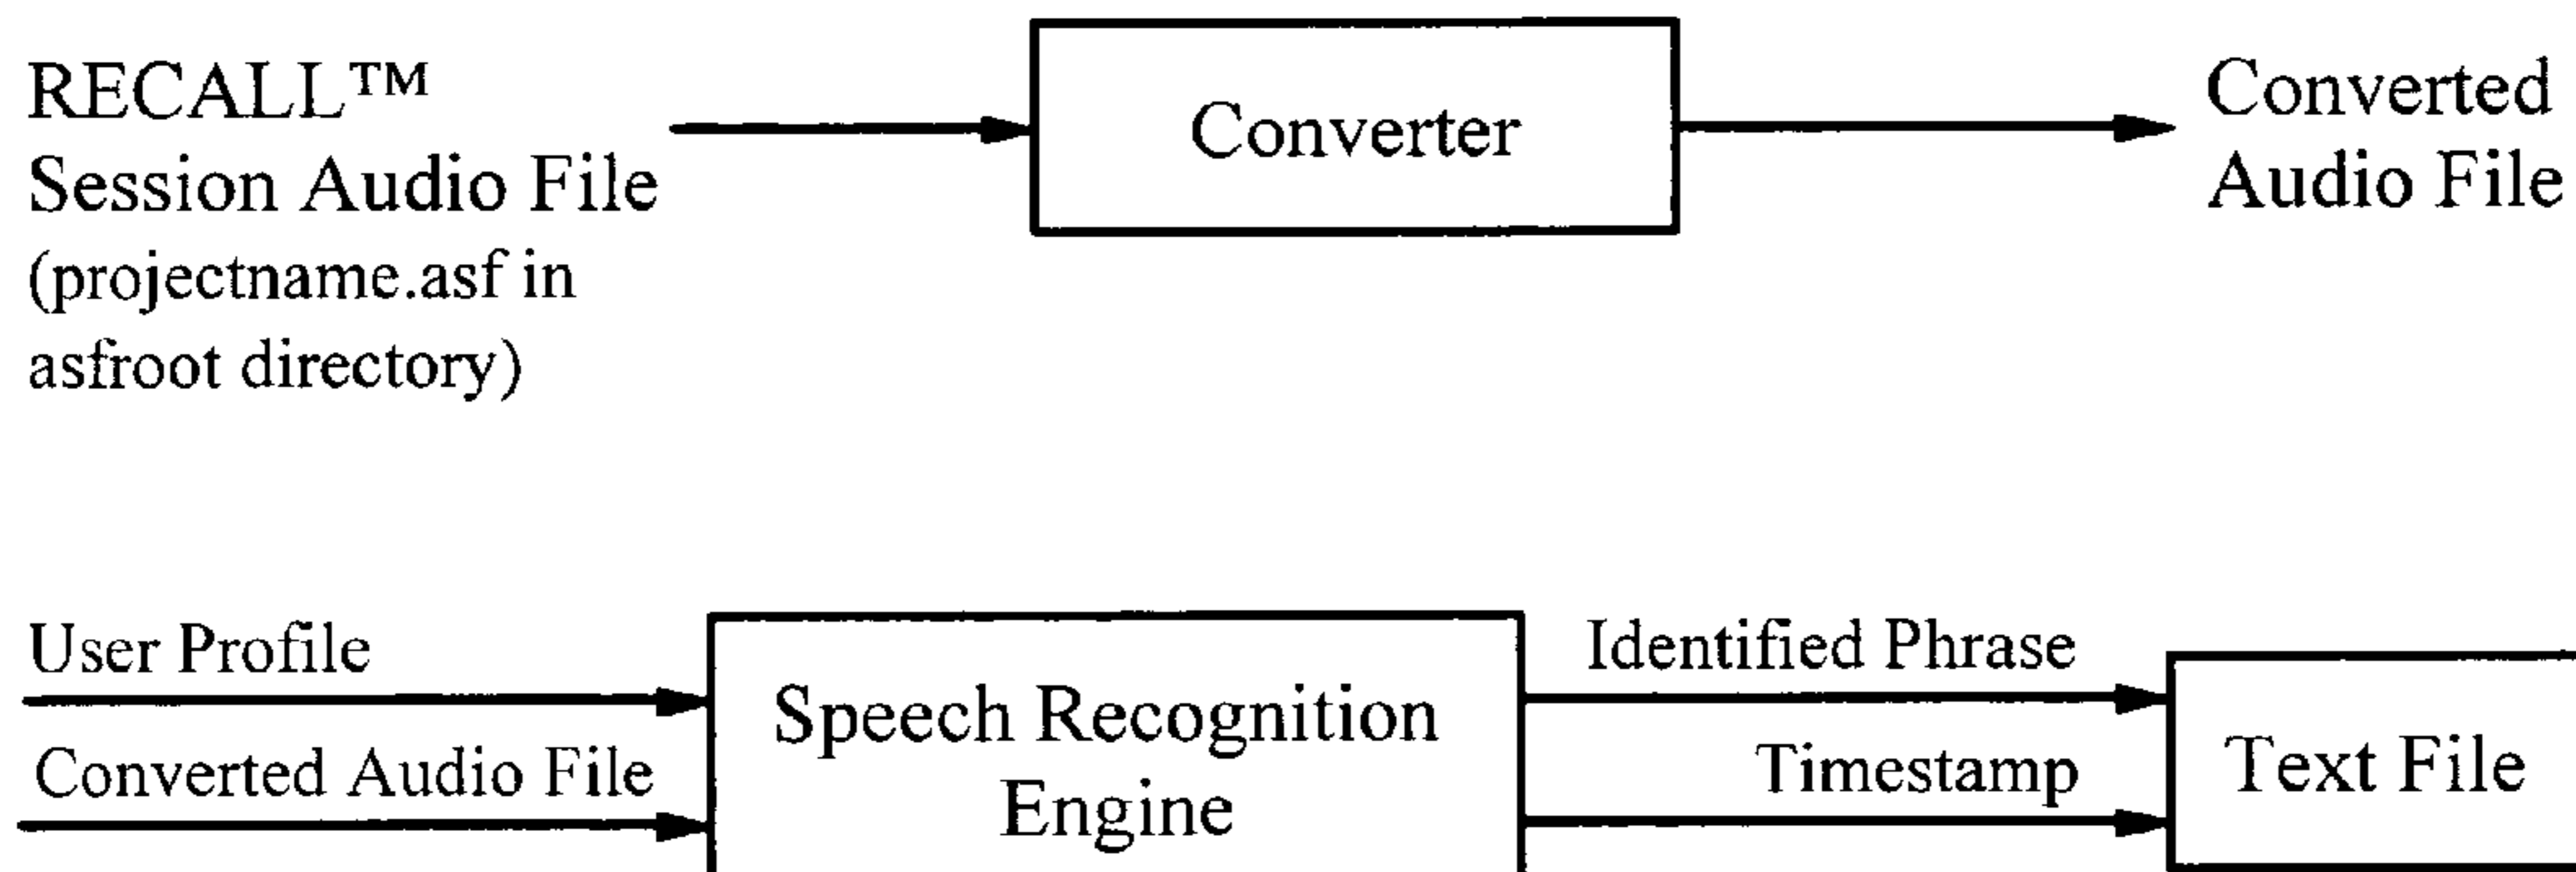 RECALL™
Session Audio File
(projectname.asf in
asfroot directory)
Converter
Converted
Audio File
User Profile
Converted Audio File
Speech Recognition
Engine
Identified Phrase
Timestamp
Text File